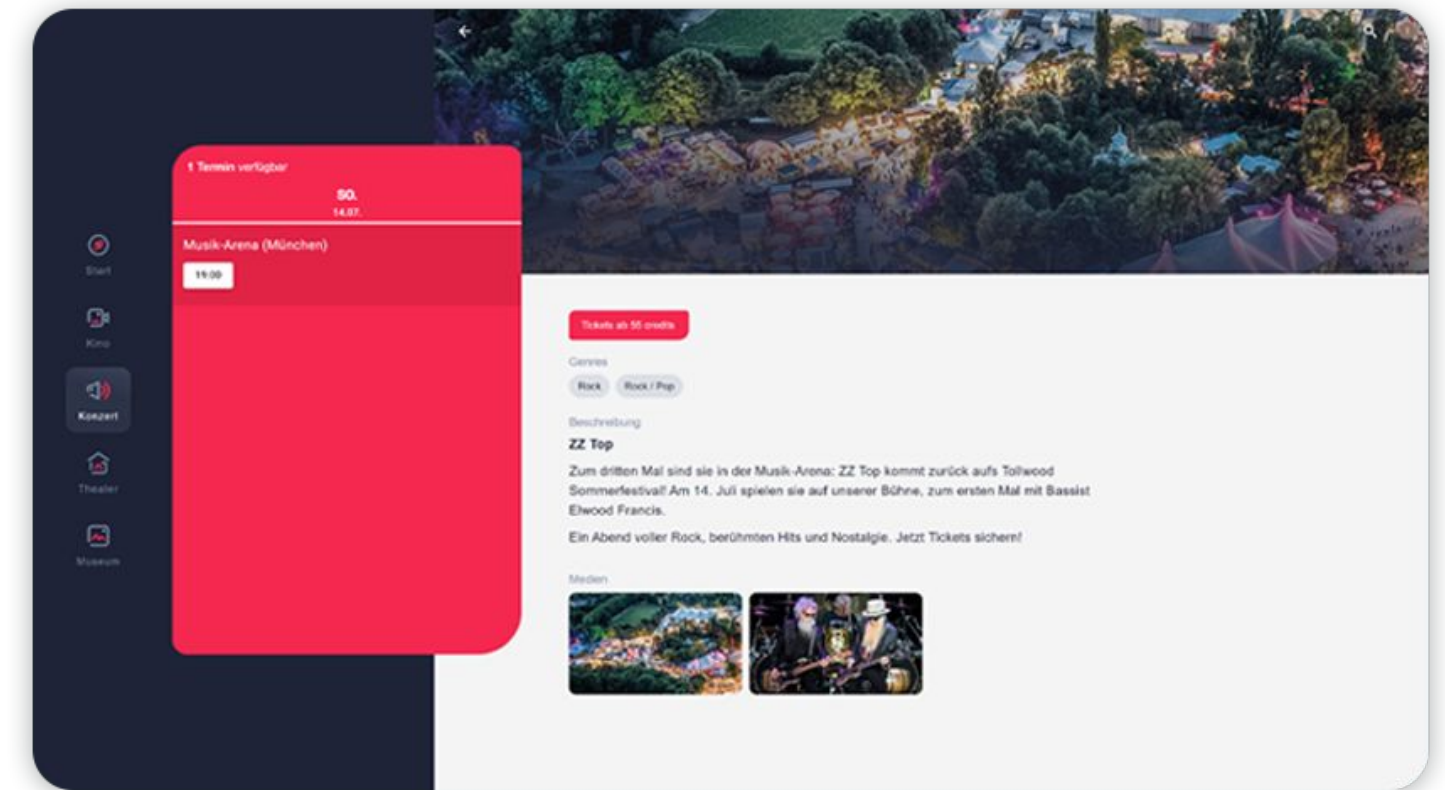 1 Termin verfügbar
SO.
14.07.
Musik-Arena (München)
19:00
Start
Kino
Konzert
Theater
Museum
Tickets ab 55 credits
Genres
Rock
Rock / Pop
Beschreibung
ZZ Top
Zum dritten Mal sind sie in der Musik-Arena: ZZ Top kommt zurück aufs Tollwood
Sommerfestival! Am 14. Juli spielen sie auf unserer Bühne, zum ersten Mal mit Bassist
Elwood Francis.
Ein Abend voller Rock, berühmten Hits und Nostalgie. Jetzt Tickets sichern!
Medien